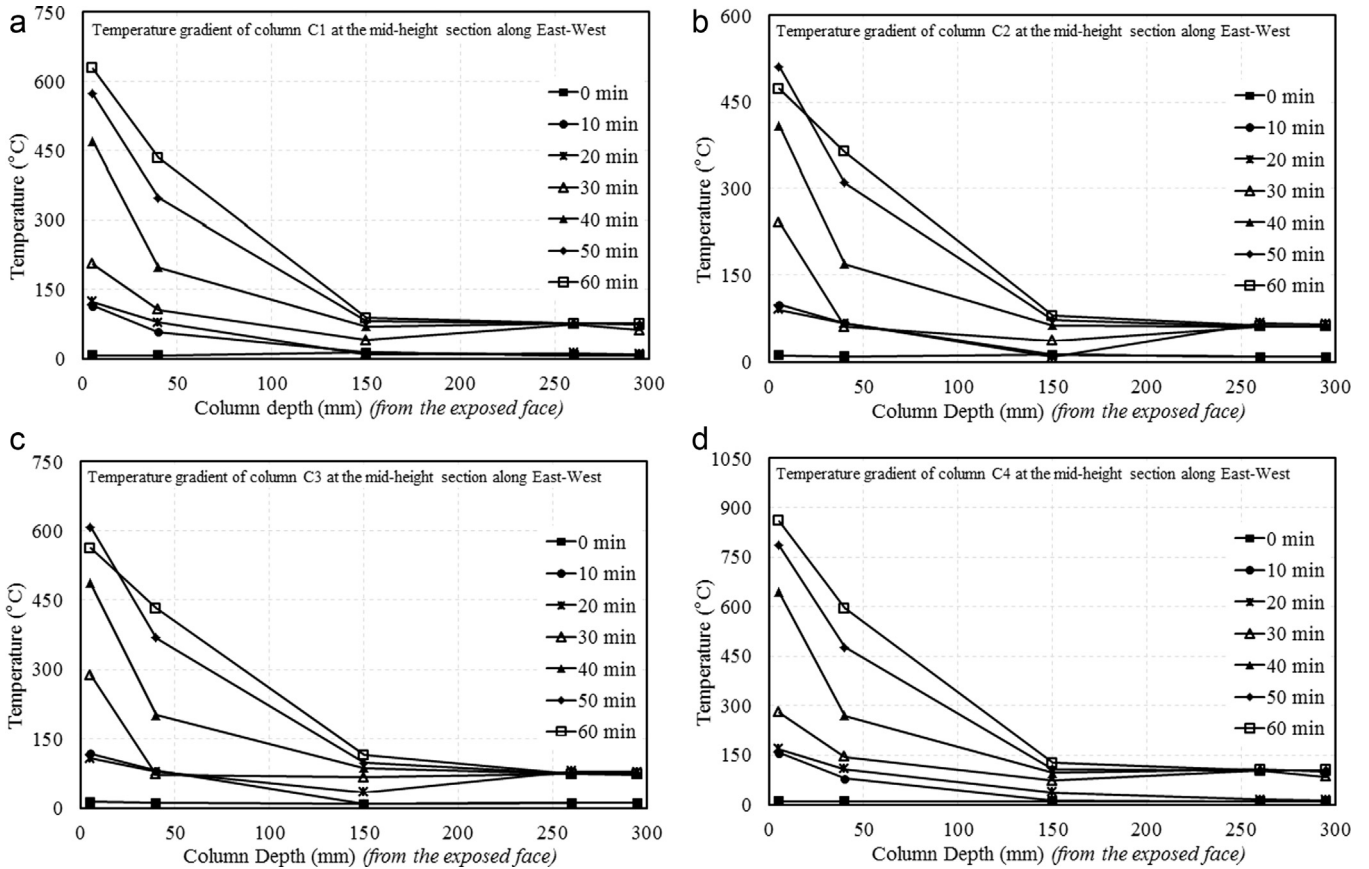 a
Temperature gradient of column C1 at the mid-height section along East-West
750
600
450
300
150
0
Temperature (°C)
0 min
10 min
20 min
30 min
40 min
50 min
60 min
0 50 100 150 200 250 300
Column depth (mm) (from the exposed face)
b
Temperature gradient of column C2 at the mid-height section along East-West
600
450
300
150
0
Temperature (°C)
0 min
10 min
20 min
30 min
40 min
50 min
60 min
0 50 100 150 200 250 300
Column Depth (mm) (from the exposed face)
c
Temperature gradient of column C3 at the mid-height section along East-West
750
600
450
300
150
0
Temperature (°C)
0 min
10 min
20 min
30 min
40 min
50 min
60 min
0 50 100 150 200 250 300
Column Depth (mm) (from the exposed face)
d
Temperature gradient of column C4 at the mid-height section along East-West
1050
900
750
600
450
300
150
0
Temperature (°C)
0 min
10 min
20 min
30 min
40 min
50 min
60 min
0 50 100 150 200 250 300
Column Depth (mm) (from the exposed face)